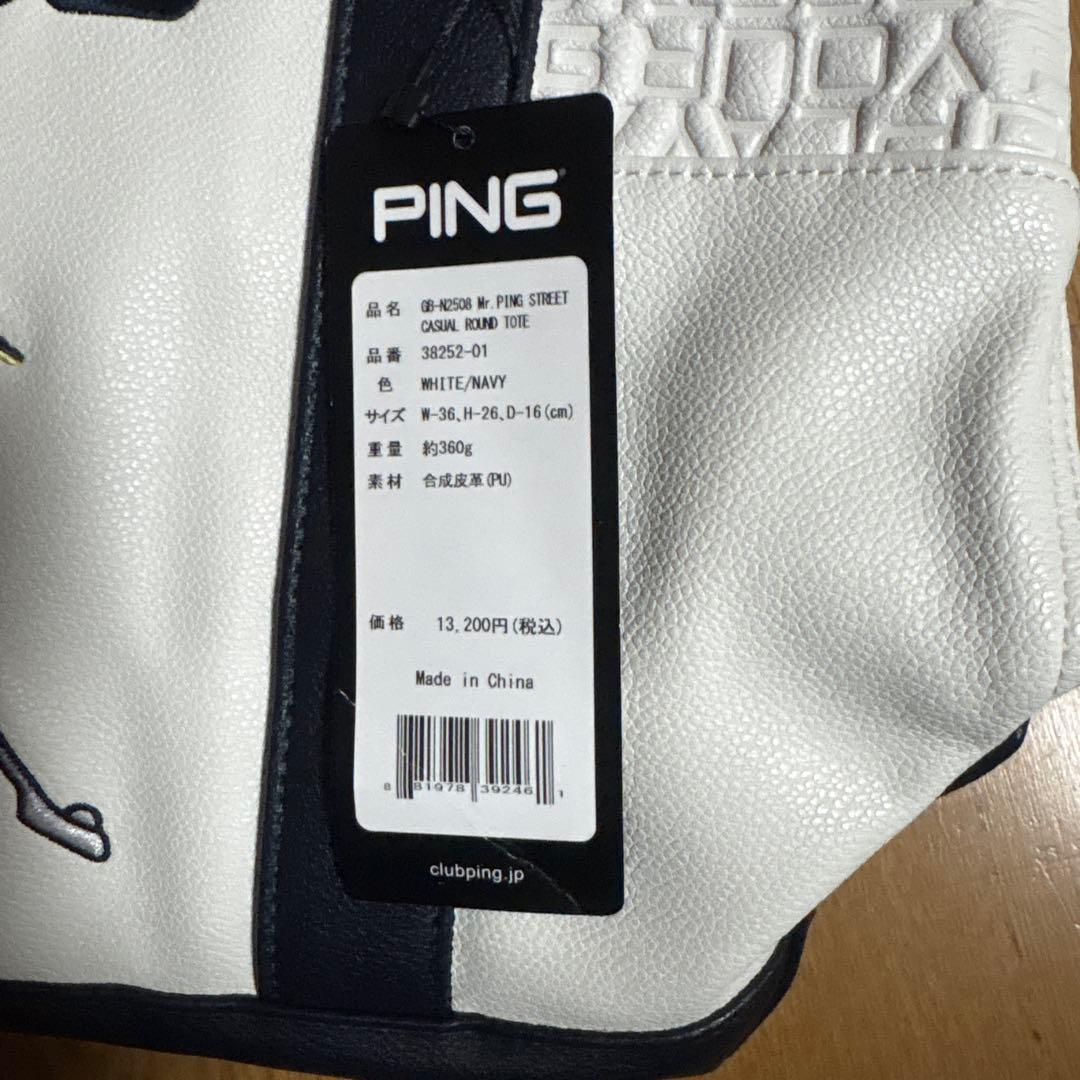 PING
品名 GB-N2508 Mr.PING STREET
CASUAL ROUND TOTE
品番 38252-01
色 WHITE/NAVY
サイズ W-36、H-26、D-16(cm)
重量 約360g
素材 合成皮革(PU)
価格 13,200円(税込)
Made in China
8 81978 39246 1
clubping.jp